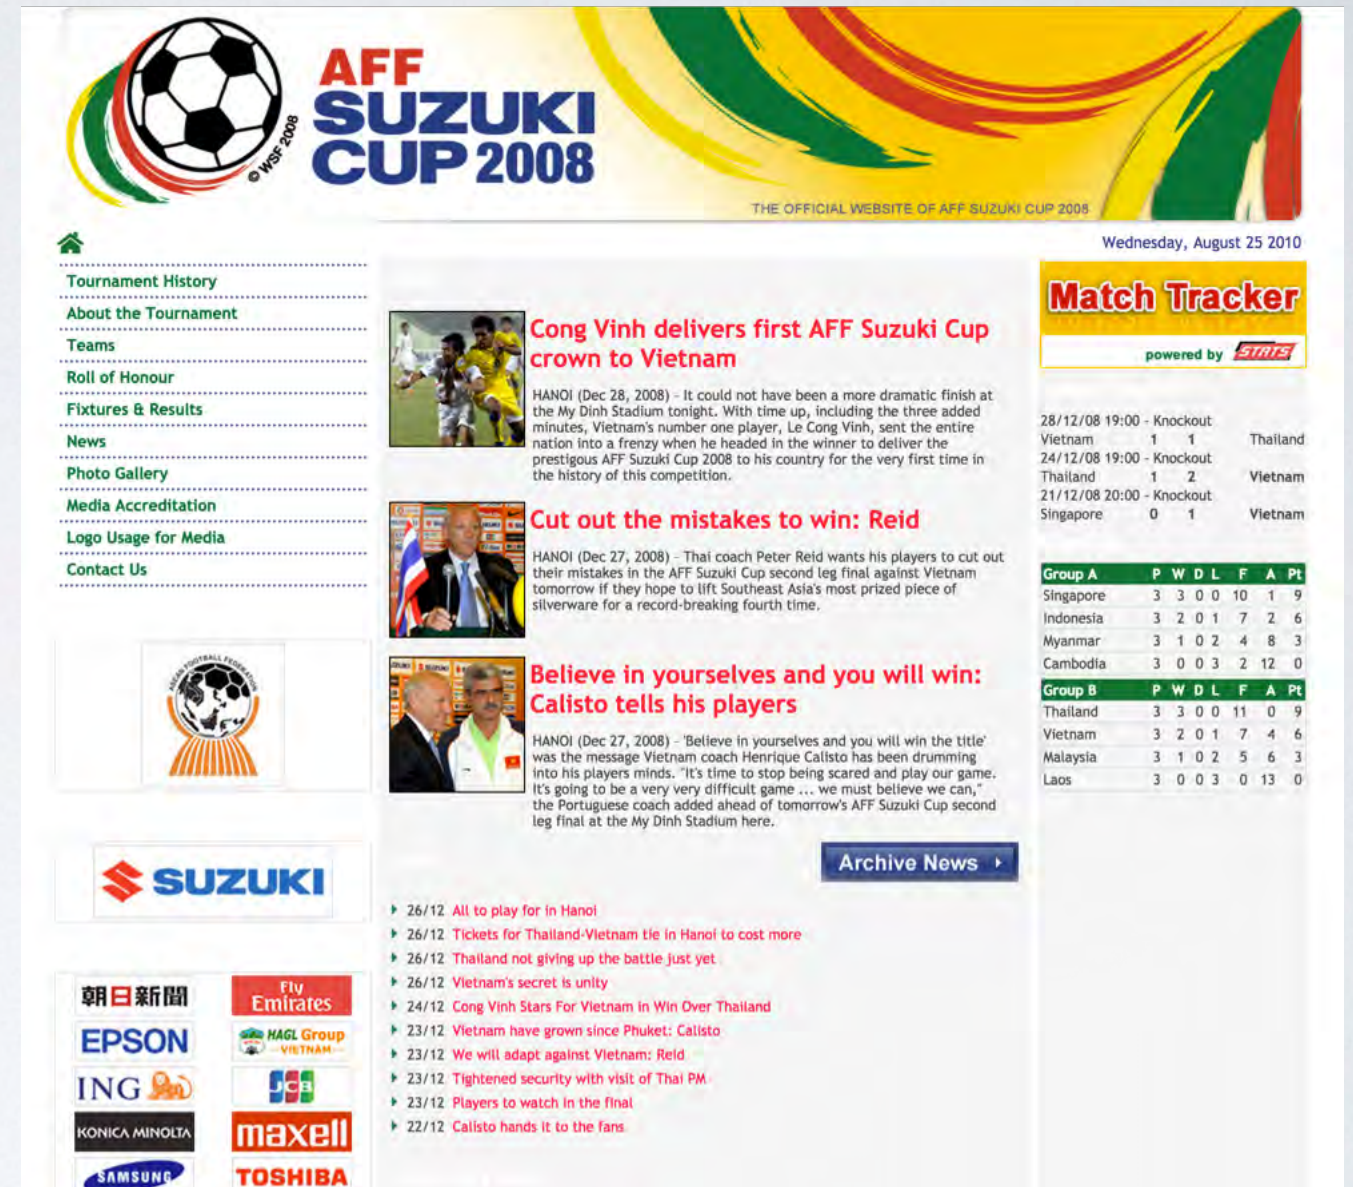 AFF
SUZUKI
CUP 2008
© WSF 2008
THE OFFICIAL WEBSITE OF AFF SUZUKI CUP 2008
Wednesday, August 25 2010
Tournament History
About the Tournament
Teams
Roll of Honour
Fixtures & Results
News
Photo Gallery
Media Accreditation
Logo Usage for Media
Contact Us
ASEAN FOOTBALL FEDERATION
SUZUKI
朝日新聞
Fly
Emirates
EPSON
HAGL Group
VIETNAM
ING
JCB
KONICA MINOLTA
maxell
SAMSUNG
TOSHIBA
Cong Vinh delivers first AFF Suzuki Cup
crown to Vietnam
HANOI (Dec 28, 2008) - It could not have been a more dramatic finish at
the My Dinh Stadium tonight. With time up, including the three added
minutes, Vietnam's number one player, Le Cong Vinh, sent the entire
nation into a frenzy when he headed in the winner to deliver the
prestigous AFF Suzuki Cup 2008 to his country for the very first time in
the history of this competition.
Cut out the mistakes to win: Reid
HANOI (Dec 27, 2008) - Thai coach Peter Reid wants his players to cut out
their mistakes in the AFF Suzuki Cup second leg final against Vietnam
tomorrow if they hope to lift Southeast Asia's most prized piece of
silverware for a record-breaking fourth time.
Believe in yourselves and you will win:
Calisto tells his players
HANOI (Dec 27, 2008) - 'Believe in yourselves and you will win the title'
was the message Vietnam coach Henrique Calisto has been drumming
into his players minds. "It's time to stop being scared and play our game.
It's going to be a very very difficult game ... we must believe we can,"
the Portuguese coach added ahead of tomorrow's AFF Suzuki Cup second
leg final at the My Dinh Stadium here.
Archive News
26/12 All to play for in Hanoi
26/12 Tickets for Thailand-Vietnam tie in Hanoi to cost more
26/12 Thailand not giving up the battle just yet
26/12 Vietnam's secret is unity
24/12 Cong Vinh Stars For Vietnam in Win Over Thailand
23/12 Vietnam have grown since Phuket: Calisto
23/12 We will adapt against Vietnam: Reid
23/12 Tightened security with visit of Thai PM
23/12 Players to watch in the final
22/12 Calisto hands it to the fans
Match Tracker
powered by STATS
28/12/08 19:00 - Knockout
Vietnam 1 1 Thailand
24/12/08 19:00 - Knockout
Thailand 1 2 Vietnam
21/12/08 20:00 - Knockout
Singapore 0 1 Vietnam
Group A P W D L F A Pt
Singapore 3 3 0 0 10 1 9
Indonesia 3 2 0 1 7 2 6
Myanmar 3 1 0 2 4 8 3
Cambodia 3 0 0 3 2 12 0
Group B P W D L F A Pt
Thailand 3 3 0 0 11 0 9
Vietnam 3 2 0 1 7 4 6
Malaysia 3 1 0 2 5 6 3
Laos 3 0 0 3 0 13 0